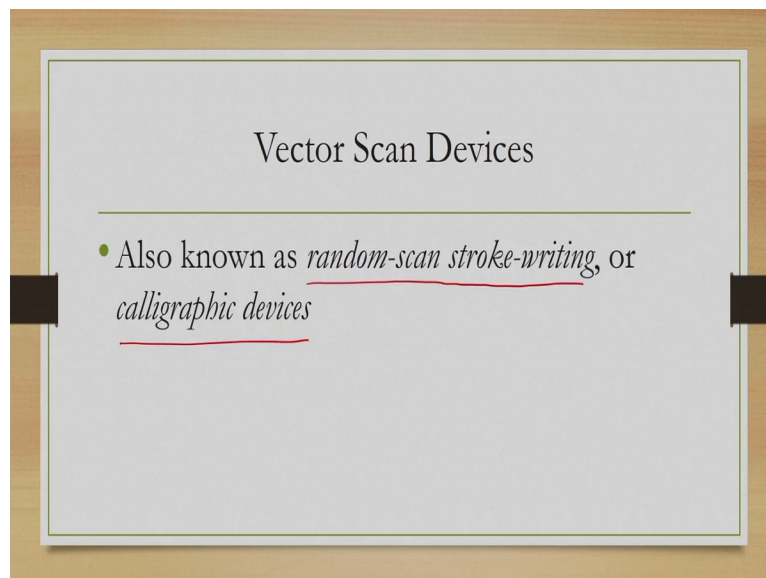 Vector Scan Devices
• Also known as random-scan stroke-writing, or
calligraphic devices